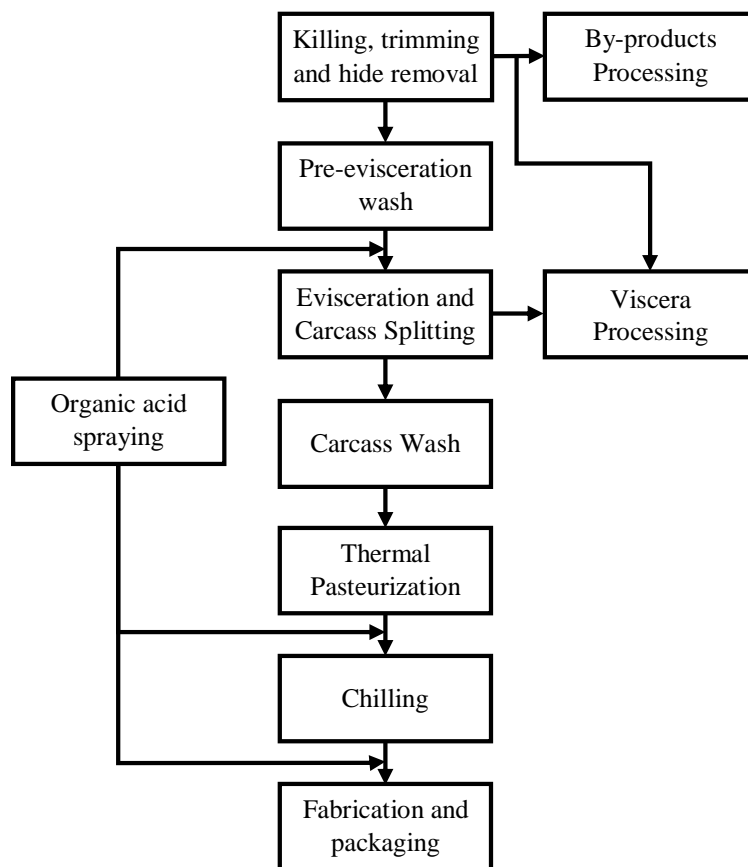 Killing, trimming
and hide removal
By-products
Processing
Pre-evisceration
wash
Evisceration and
Carcass Splitting
Viscera
Processing
Organic acid
spraying
Carcass Wash
Thermal
Pasteurization
Chilling
Fabrication and
packaging